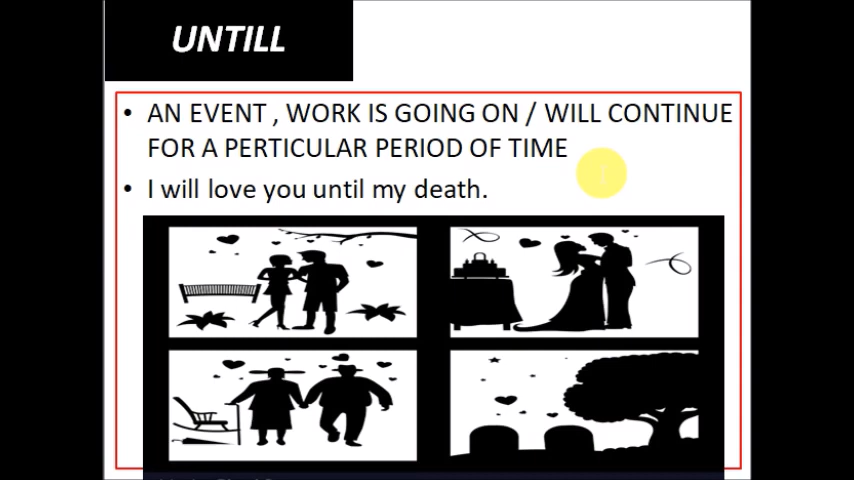 UNTILL
• AN EVENT , WORK IS GOING ON / WILL CONTINUE
FOR A PERTICULAR PERIOD OF TIME
• I will love you until my death.